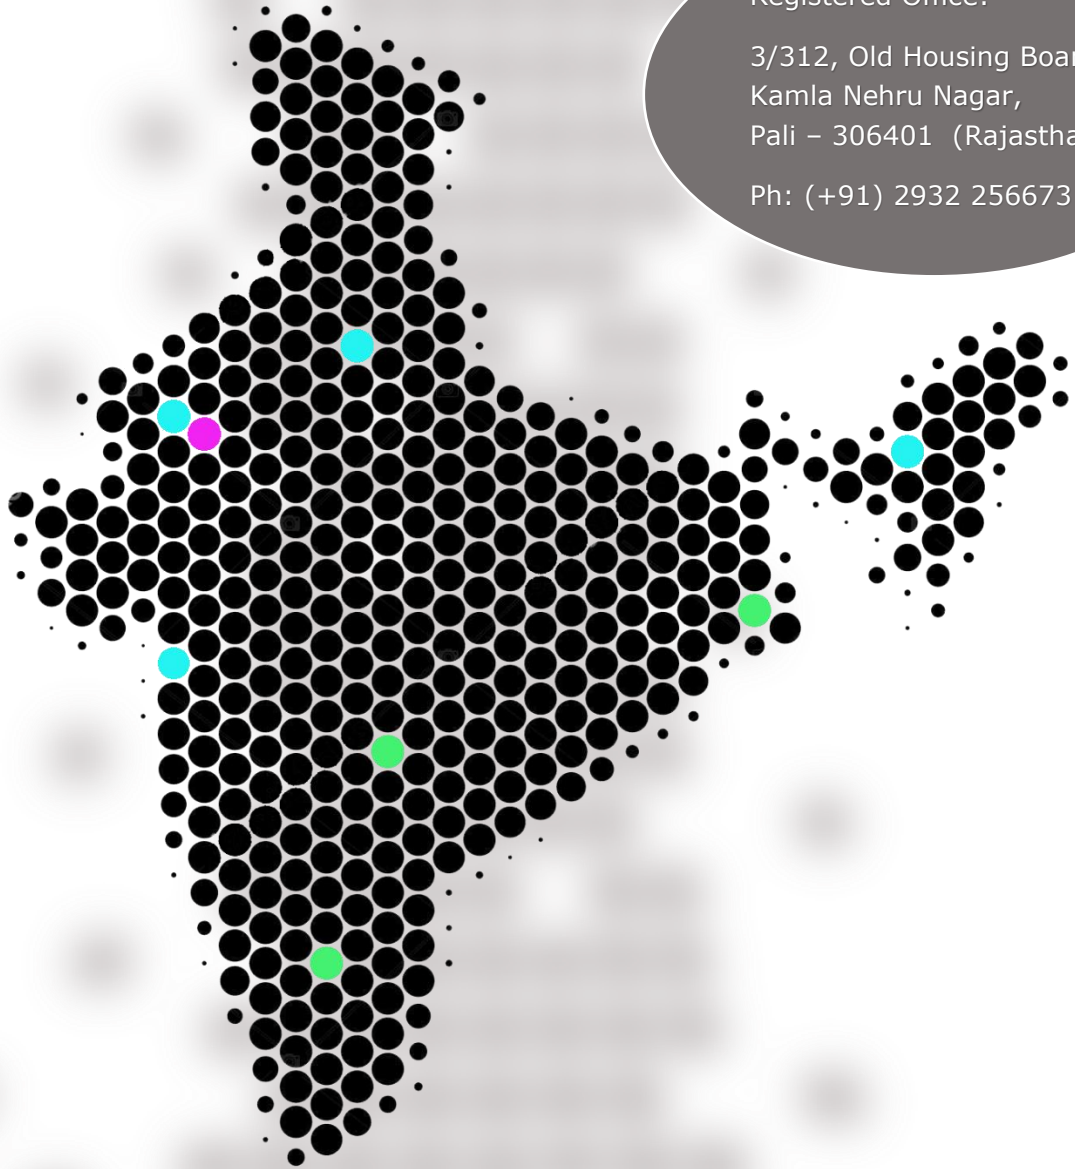 Registered Office:
3/312, Old Housing Boar
Kamla Nehru Nagar,
Pali – 306401 (Rajastha
Ph: (+91) 2932 256673